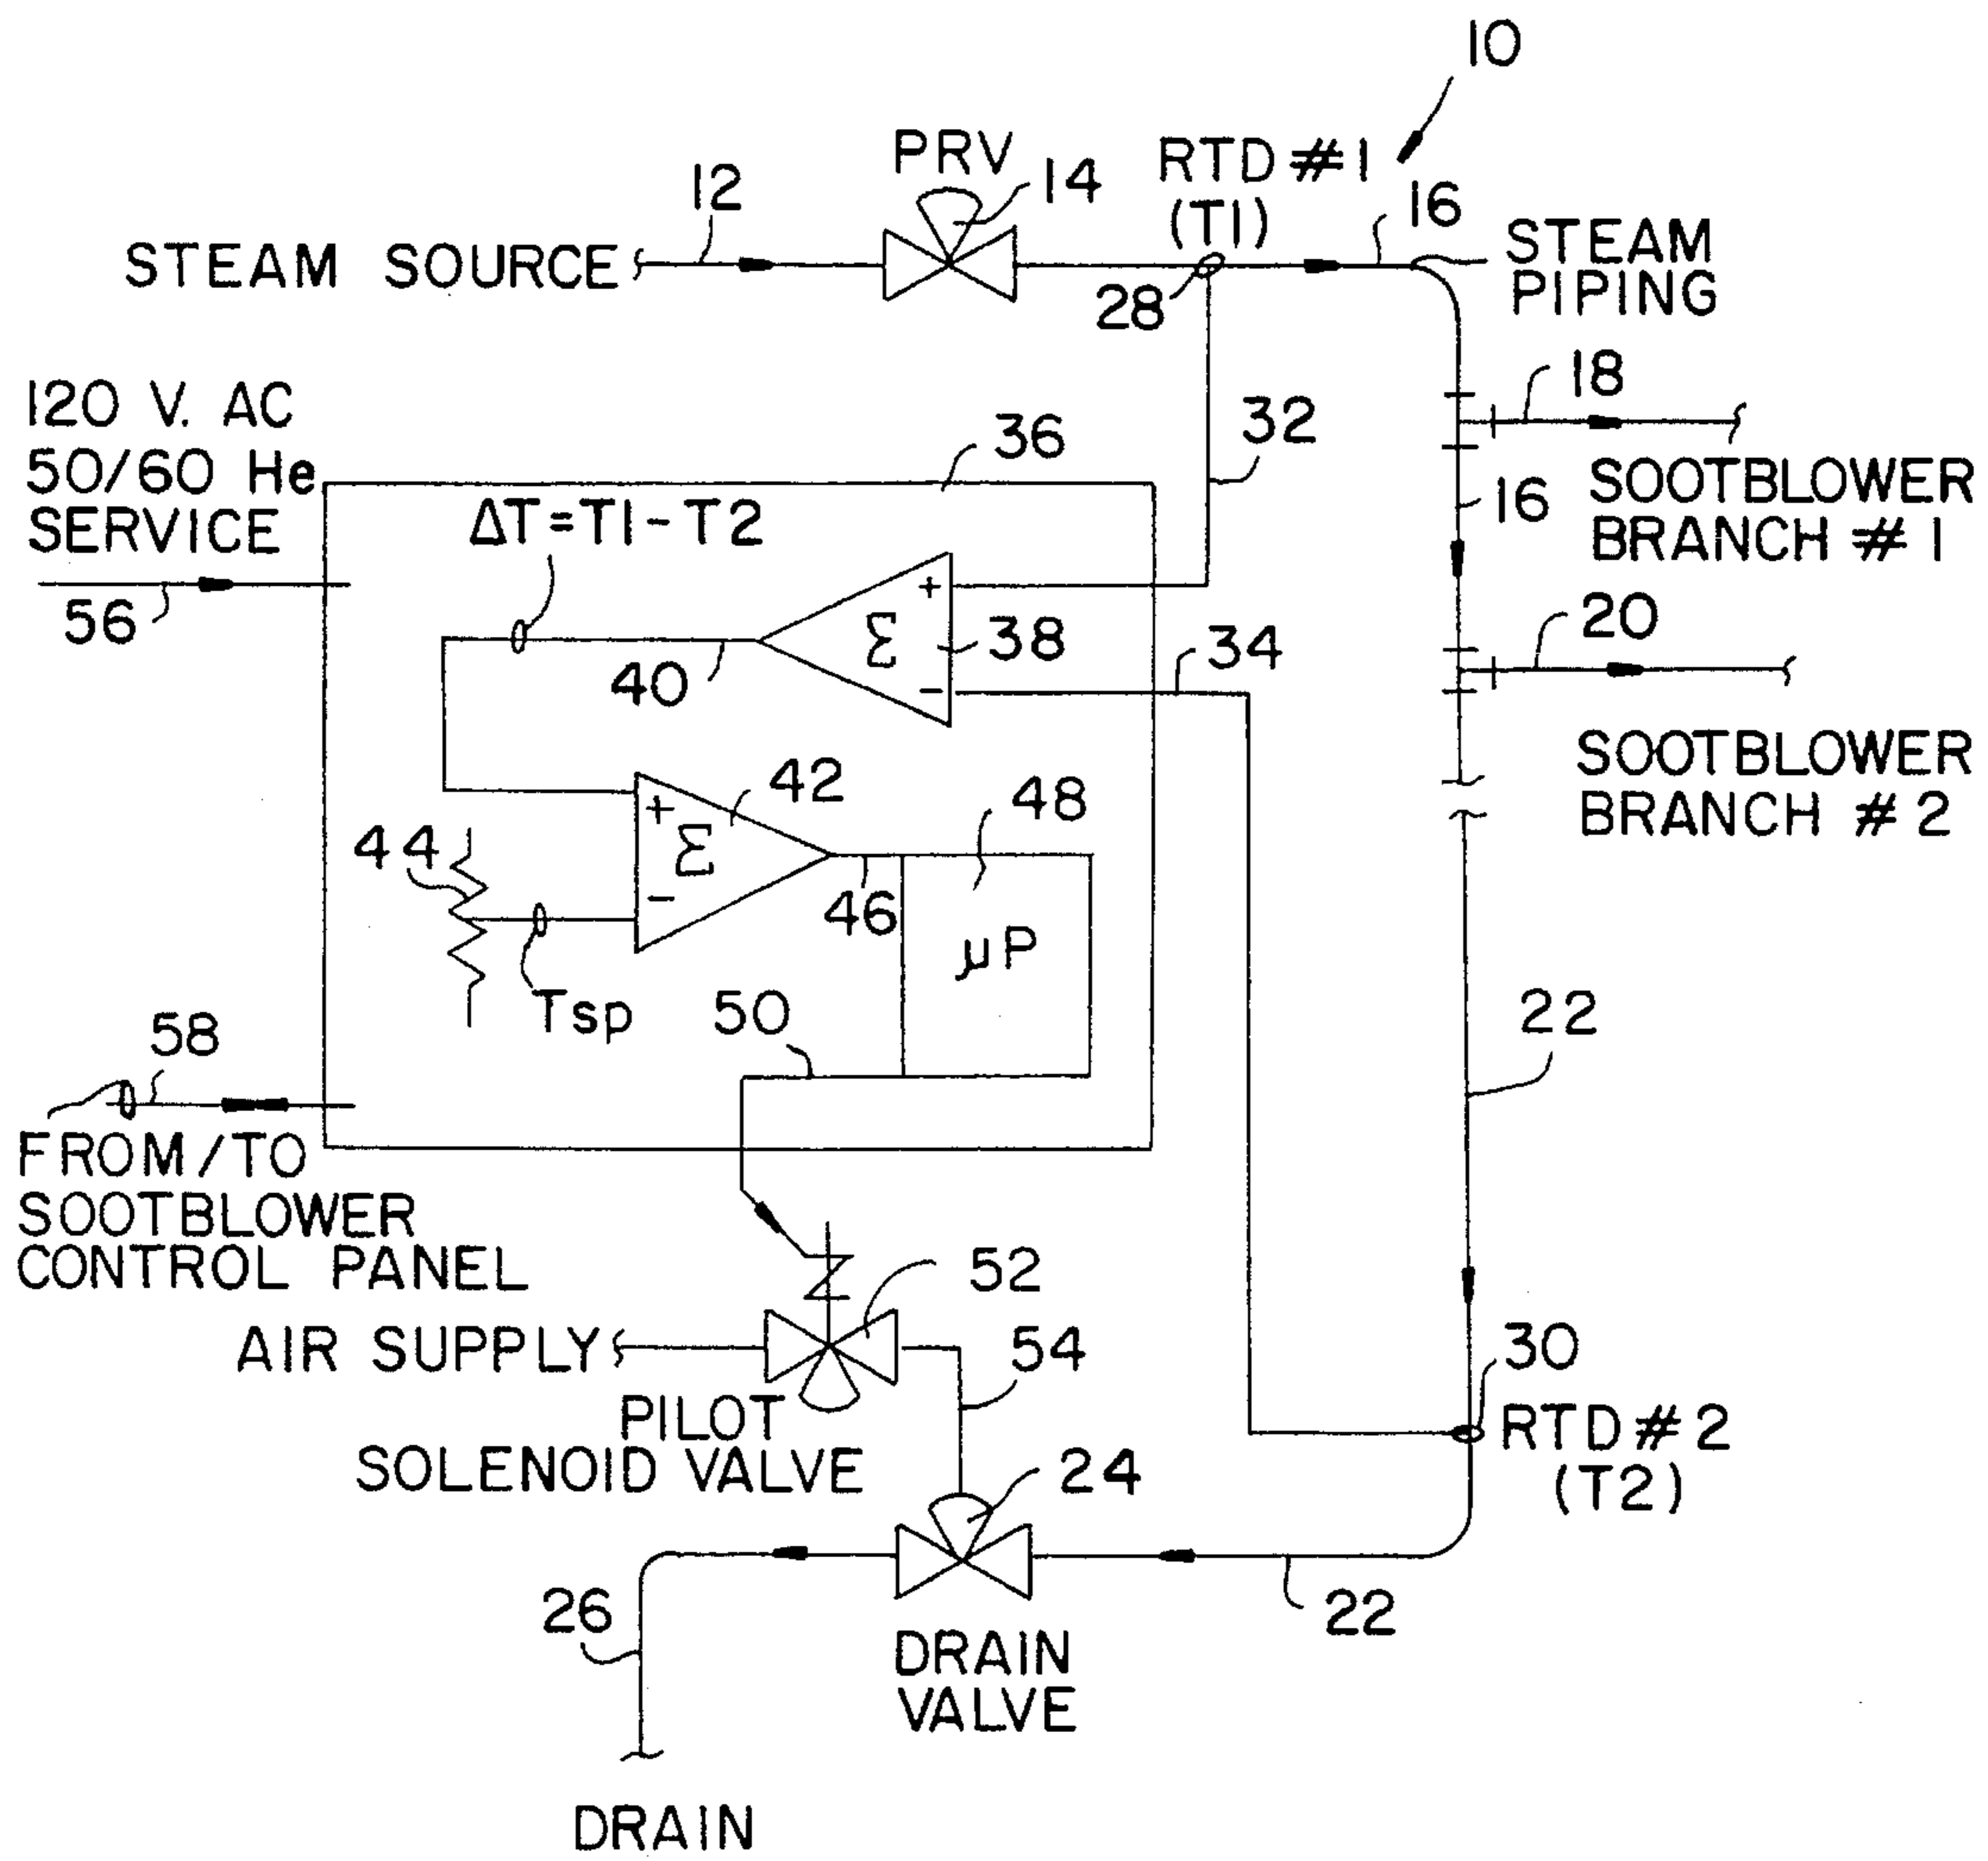 10
PRV
14
RTD #1
(T1)
12
16
STEAM SOURCE
STEAM
PIPING
28
18
120 V. AC
50/60 He
SERVICE
36
32
ΔT=T1-T2
16
SOOTBLOWER
BRANCH #1
56
+
Σ
-
38
34
20
40
SOOTBLOWER
BRANCH #2
42
48
44
+
Σ
-
46
μP
Tsp
50
22
58
FROM/TO
SOOTBLOWER
CONTROL PANEL
52
AIR SUPPLY
54
30
PILOT
SOLENOID VALVE
RTD #2
(T2)
24
26
22
DRAIN
VALVE
DRAIN